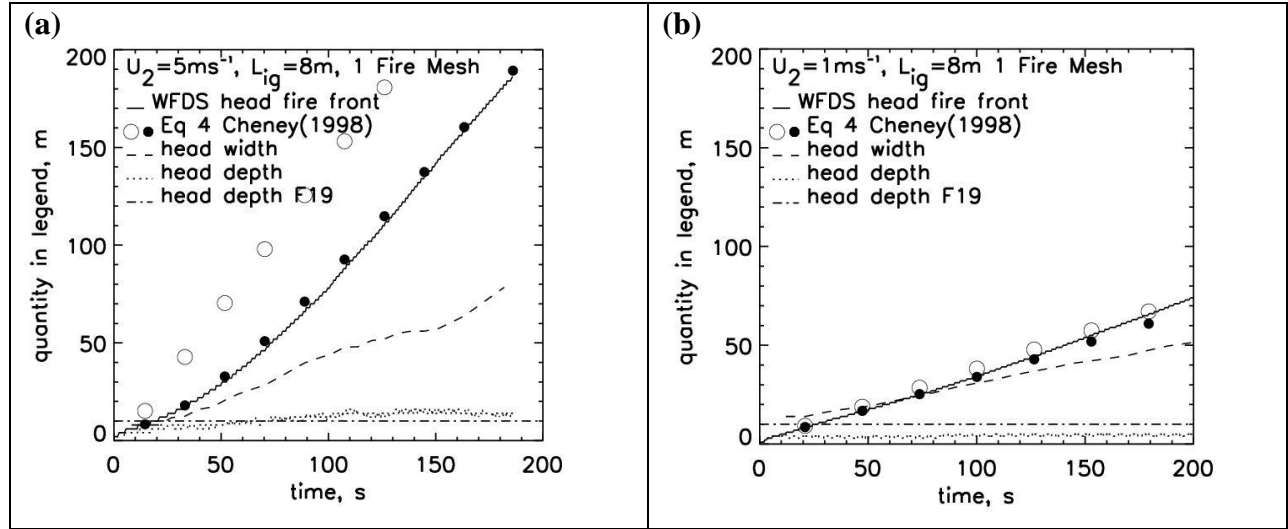 (a)
200
150
100
50
0
quantity in legend, m
U₂=5ms⁻¹, L_ig=8m, 1 Fire Mesh
WFDS head fire front
Eq 4 Cheney(1998)
head width
head depth
head depth F19
0 50 100 150 200
time, s
(b)
200
150
100
50
0
quantity in legend, m
U₂=1ms⁻¹, L_ig=8m 1 Fire Mesh
WFDS head fire front
Eq 4 Cheney(1998)
head width
head depth
head depth F19
0 50 100 150 200
time, s